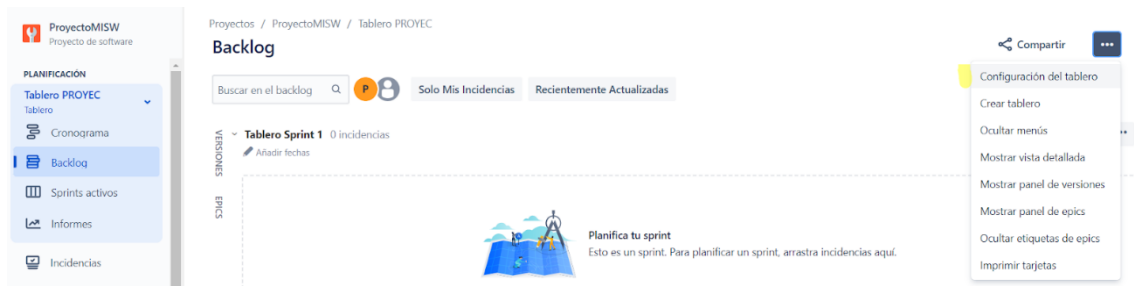 ProyectoMISW
Proyecto de software
PLANIFICACIÓN
Tablero PROYEC
Tablero
Cronograma
Backlog
Sprints activos
Informes
Incidencias
Proyectos / ProyectoMISW / Tablero PROYEC
Backlog
Compartir
Buscar en el backlog
P
Solo Mis Incidencias
Recientemente Actualizadas
VERSIONES
EPICS
Tablero Sprint 1 0 incidencias
Añadir fechas
Planifica tu sprint
Esto es un sprint. Para planificar un sprint, arrastra incidencias aquí.
Configuración del tablero
Crear tablero
Ocultar menús
Mostrar vista detallada
Mostrar panel de versiones
Mostrar panel de epics
Ocultar etiquetas de epics
Imprimir tarjetas